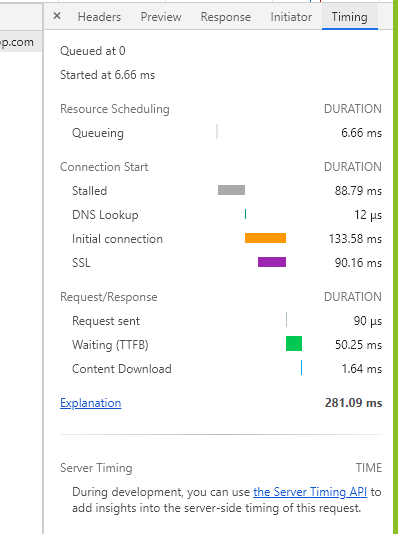 × Headers Preview Response Initiator Timing
op.com
Queued at 0
Started at 6.66 ms
Resource Scheduling DURATION
Queueing 6.66 ms
Connection Start DURATION
Stalled 88.79 ms
DNS Lookup 12 μs
Initial connection 133.58 ms
SSL 90.16 ms
Request/Response DURATION
Request sent 90 μs
Waiting (TTFB) 50.25 ms
Content Download 1.64 ms
Explanation 281.09 ms
Server Timing TIME
During development, you can use the Server Timing API to
add insights into the server-side timing of this request.